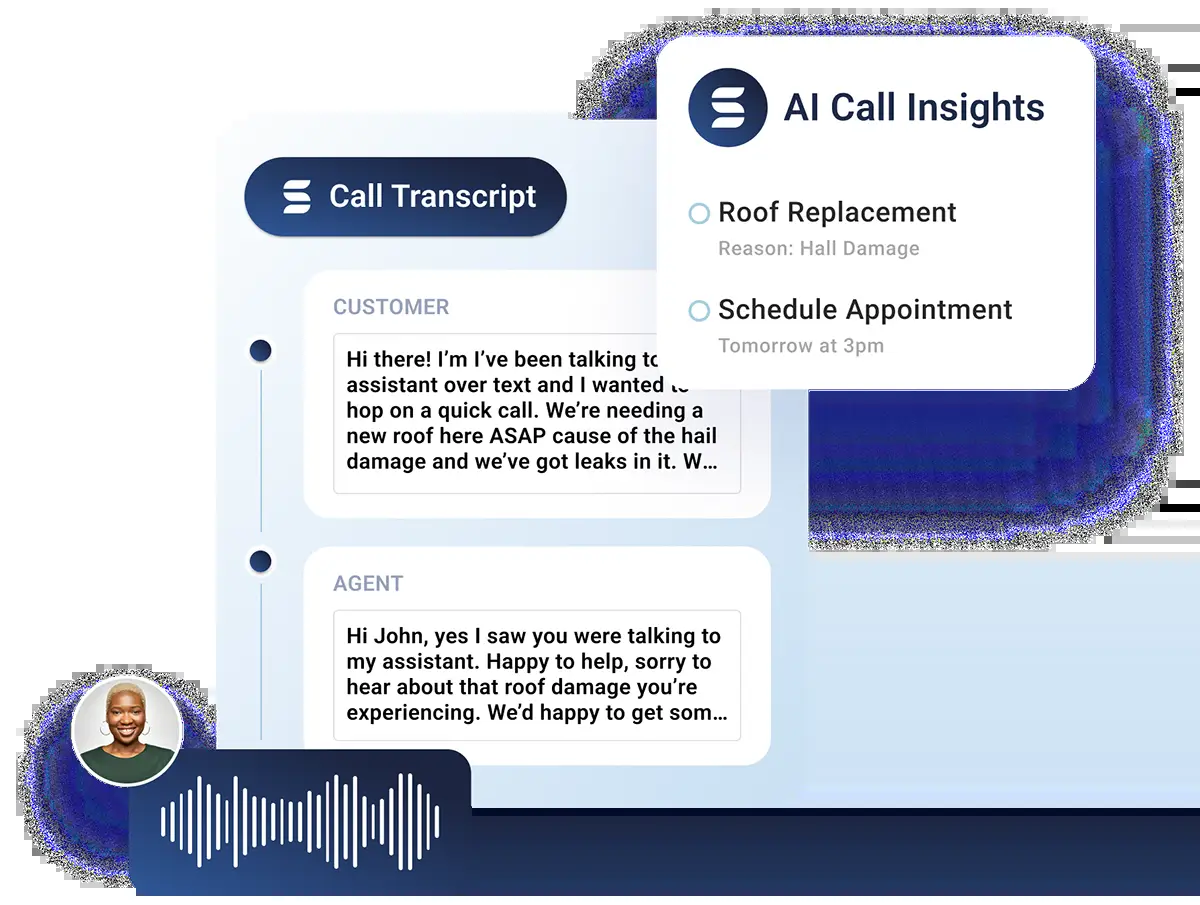 AI Call Insights
Roof Replacement
Reason: Hall Damage
Schedule Appointment
Tomorrow at 3pm
Call Transcript
CUSTOMER
Hi there! I’m I’ve been talking to
assistant over text and I wanted to
hop on a quick call. We’re needing a
new roof here ASAP cause of the hail
damage and we’ve got leaks in it. W…
AGENT
Hi John, yes I saw you were talking to
my assistant. Happy to help, sorry to
hear about that roof damage you’re
experiencing. We’d happy to get som…